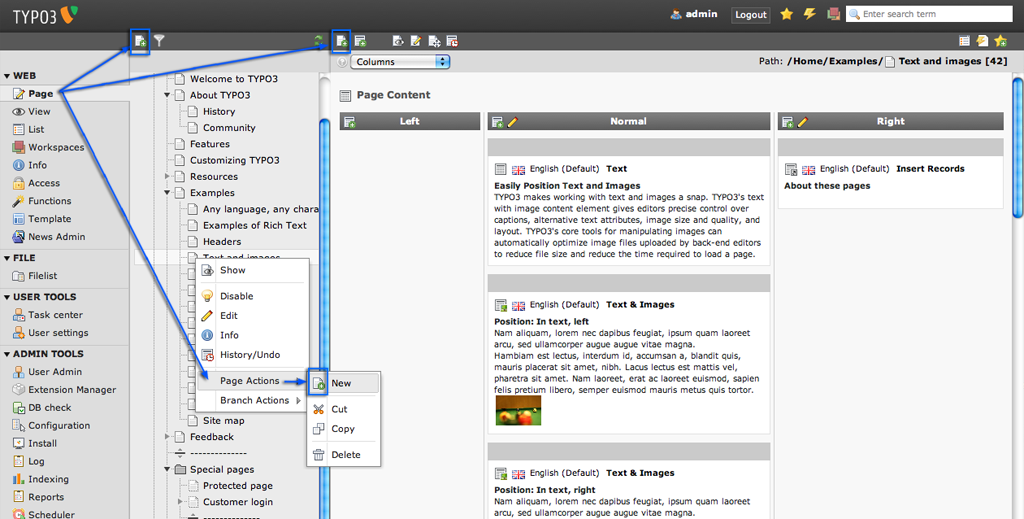 TYPO3
admin
Logout
Enter search term
Columns
Path: /Home/Examples/ Text and images [42]
WEB
Page
View
List
Workspaces
Info
Access
Functions
Template
News Admin
FILE
Filelist
USER TOOLS
Task center
User settings
ADMIN TOOLS
User Admin
Extension Manager
DB check
Configuration
Install
Log
Indexing
Reports
Scheduler
Welcome to TYPO3
About TYPO3
History
Community
Features
Customizing TYPO3
Resources
Examples
Any language, any chara
Examples of Rich Text
Headers
Text and images
Site map
Feedback
-------------
Special pages
Protected page
Customer login
-------------
Show
Disable
Edit
Info
History/Undo
Page Actions
Branch Actions
New
Cut
Copy
Delete
Page Content
Left
Normal
Right
English (Default) Text
Easily Position Text and Images
TYPO3 makes working with text and images a snap. TYPO3's text
with image content element gives editors precise control over
captions, alternative text attributes, image size and quality, and
layout. TYPO3's core tools for manipulating images can
automatically optimize image files uploaded by back-end editors
to reduce file size and reduce the time required to load a page.
English (Default) Text & Images
Position: In text, left
Nam aliquam, lorem nec dapibus feugiat, ipsum quam laoreet
arcu, sed ullamcorper augue augue vitae magna.
Hambiam est lectus, interdum id, accumsan a, blandit quis,
mauris placerat sit amet, nibh. Lacus lectus est mattis vel,
pharetra sit amet. Nam laoreet, erat ac laoreet euismod, sapien
felis pretium libero, semper euismod mauris metus quis tortor.
English (Default) Text & Images
Position: In text, right
Nam aliquam, lorem nec dapibus feugiat, ipsum quam laoreet
arcu, sed ullamcorper augue augue vitae magna.
English (Default) Insert Records
About these pages